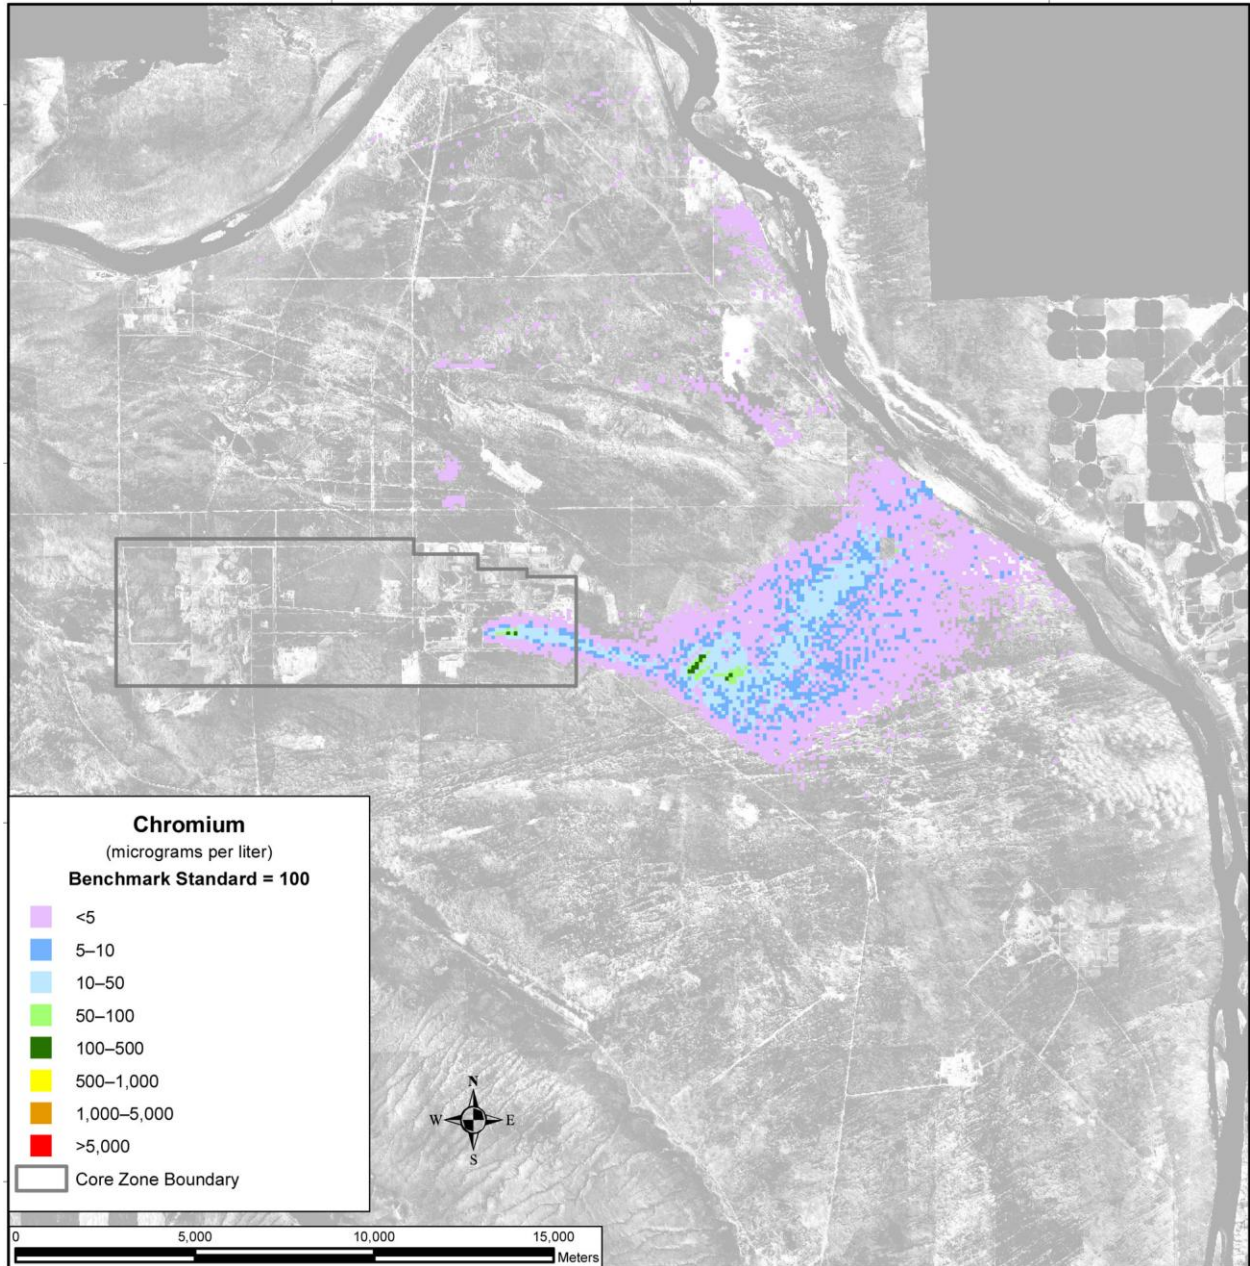 Chromium
(micrograms per liter)
Benchmark Standard = 100
<5
5–10
10–50
50–100
100–500
500–1,000
1,000–5,000
>5,000
Core Zone Boundary
N
W E
S
0 5,000 10,000 15,000
Meters